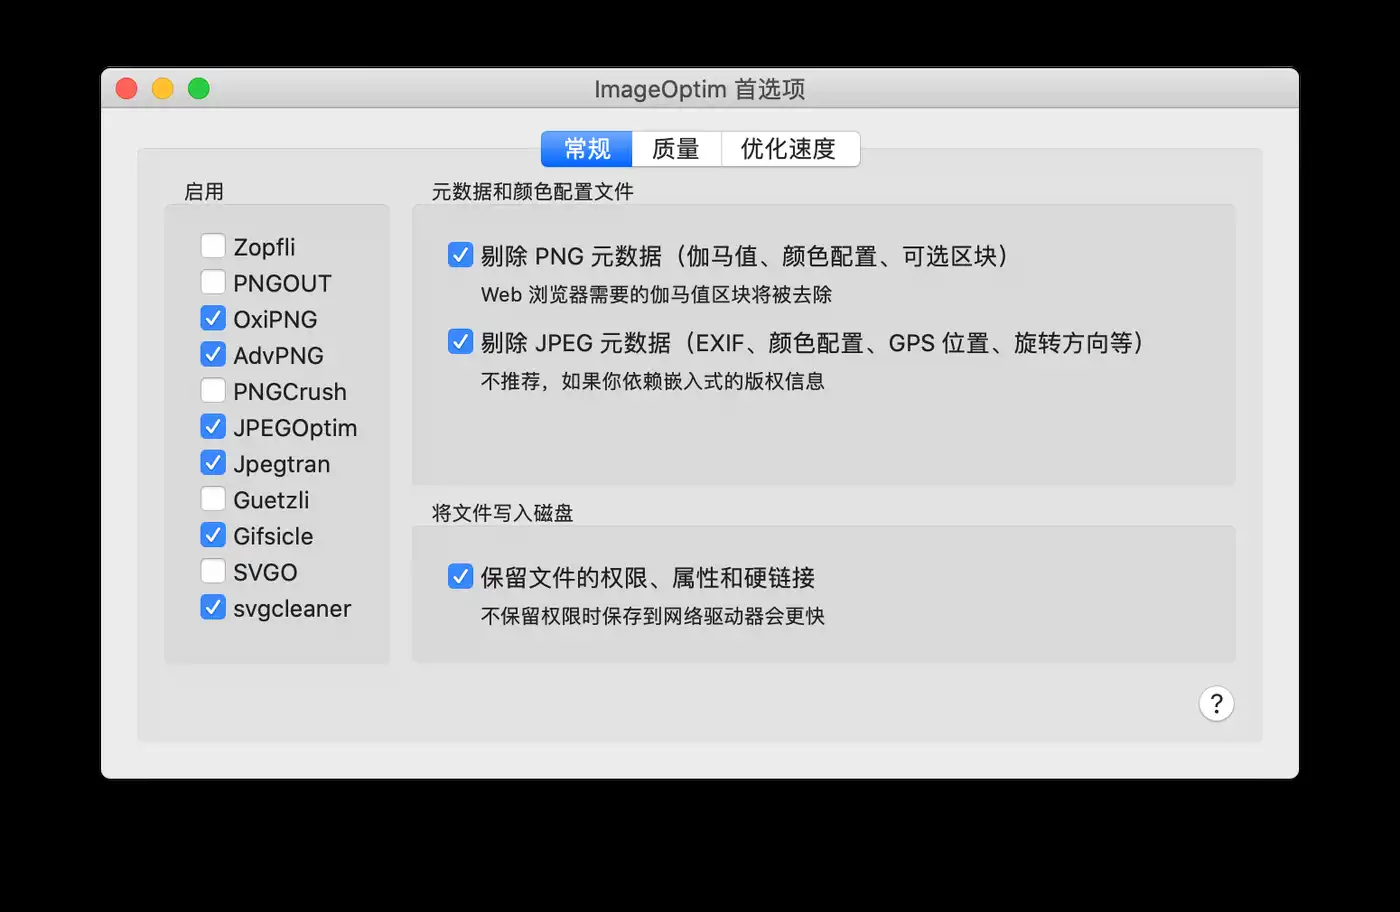 ImageOptim 首选项
常规 质量 优化速度
启用
Zopfli
PNGOUT
OxiPNG
AdvPNG
PNGCrush
JPEGOptim
Jpegtran
Guetzli
Gifsicle
SVGO
svgcleaner
元数据和颜色配置文件
剔除 PNG 元数据（伽马值、颜色配置、可选区块）
Web 浏览器需要的伽马值区块将被去除
剔除 JPEG 元数据（EXIF、颜色配置、GPS 位置、旋转方向等）
不推荐，如果你依赖嵌入式的版权信息
将文件写入磁盘
保留文件的权限、属性和硬链接
不保留权限时保存到网络驱动器会更快
?